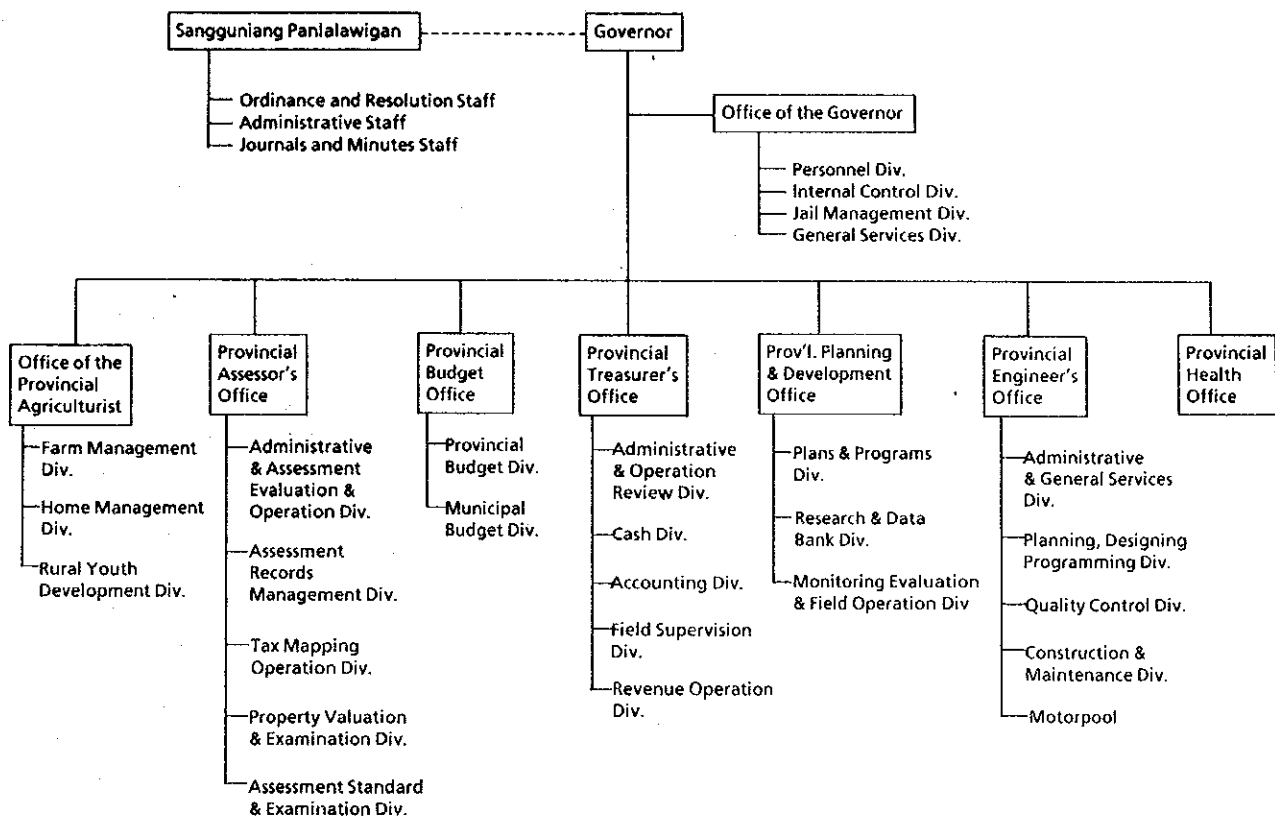 Sangguniang Panlalawigan
Governor
Ordinance and Resolution Staff
Administrative Staff
Journals and Minutes Staff
Office of the Governor
Personnel Div.
Internal Control Div.
Jail Management Div.
General Services Div.
Office of the
Provincial
Agriculturist
Farm Management
Div.
Home Management
Div.
Rural Youth
Development Div.
Provincial
Assessor's
Office
Administrative
& Assessment
Evaluation &
Operation Div.
Assessment
Records
Management Div.
Tax Mapping
Operation Div.
Property Valuation
& Examination Div.
Assessment Standard
& Examination Div.
Provincial
Budget
Office
Provincial
Budget Div.
Municipal
Budget Div.
Provincial
Treasurer's
Office
Administrative
& Operation
Review Div.
Cash Div.
Accounting Div.
Field Supervision
Div.
Revenue Operation
Div.
Prov'l. Planning
& Development
Office
Plans & Programs
Div.
Research & Data
Bank Div.
Monitoring Evaluation
& Field Operation Div
Provincial
Engineer's
Office
Administrative
& General Services
Div.
Planning, Designing
Programming Div.
Quality Control Div.
Construction &
Maintenance Div.
Motorpool
Provincial
Health
Office